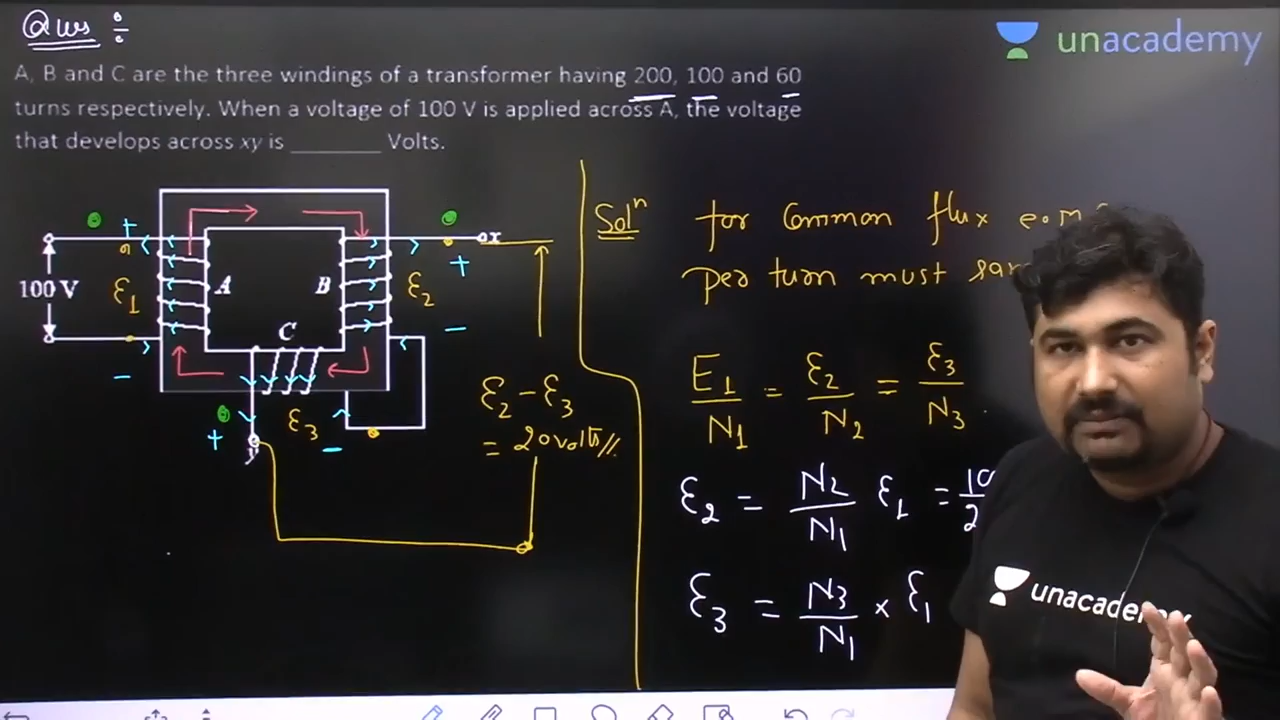 Ques :
unacademy
A, B and C are the three windings of a transformer having 200, 100 and 60
turns respectively. When a voltage of 100 V is applied across A, the voltage
that develops across xy is ________ Volts.
+
+
x
100 V
ε1
A
B
ε2
+
-
-
C
+
ε3
-
y
ε2 - ε3
= 20 volts //
Solⁿ
for Common flux e.m
per turn must
E1/N1 = ε2/N2 = ε3/N3
ε2 = N2/N1 ε1 =
ε3 = N3/N1 × ε1
unacademy